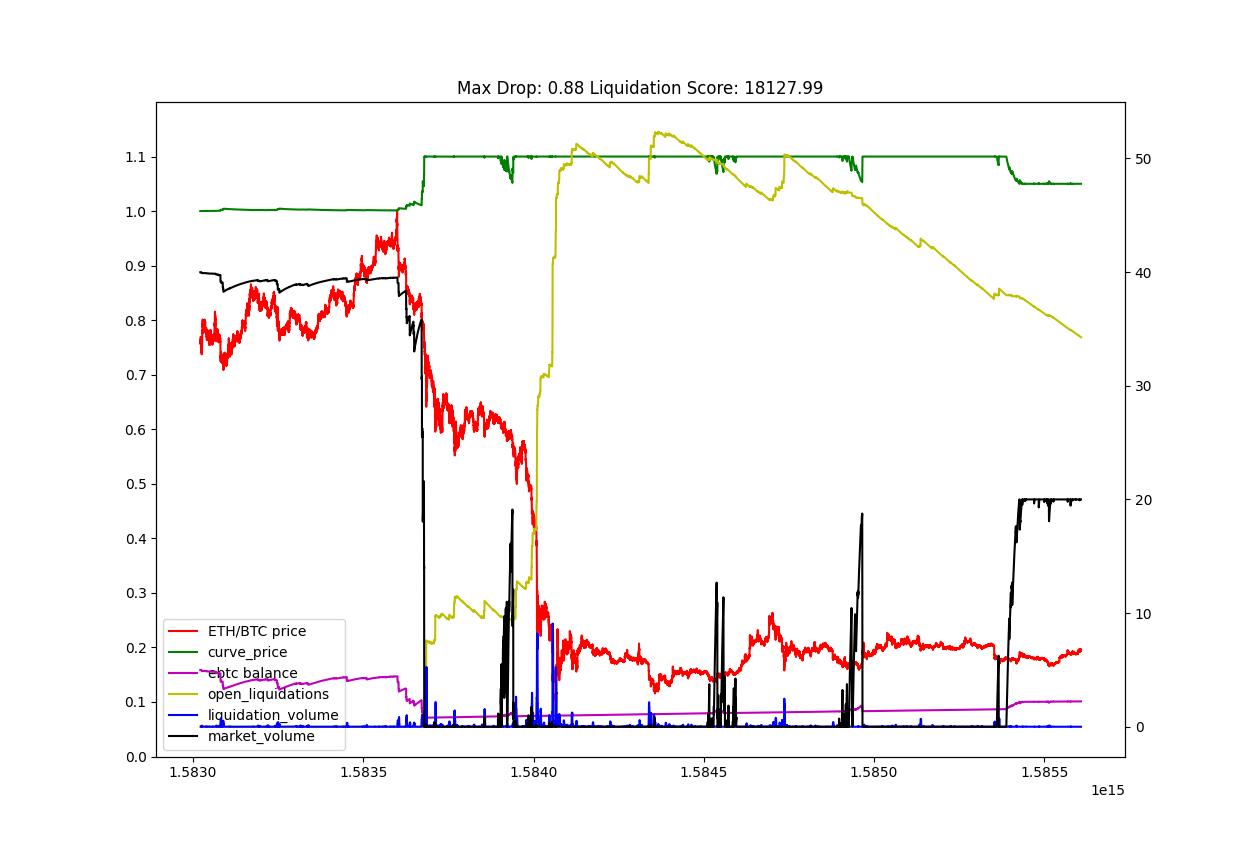 Max Drop: 0.88 Liquidation Score: 18127.99
1.1
1.0
0.9
0.8
0.7
0.6
0.5
0.4
0.3
0.2
0.1
0.0
50
40
30
20
10
0
ETH/BTC price
curve_price
ebtc balance
open_liquidations
liquidation_volume
market_volume
1.5830 1.5835 1.5840 1.5845 1.5850 1.5855
1e15